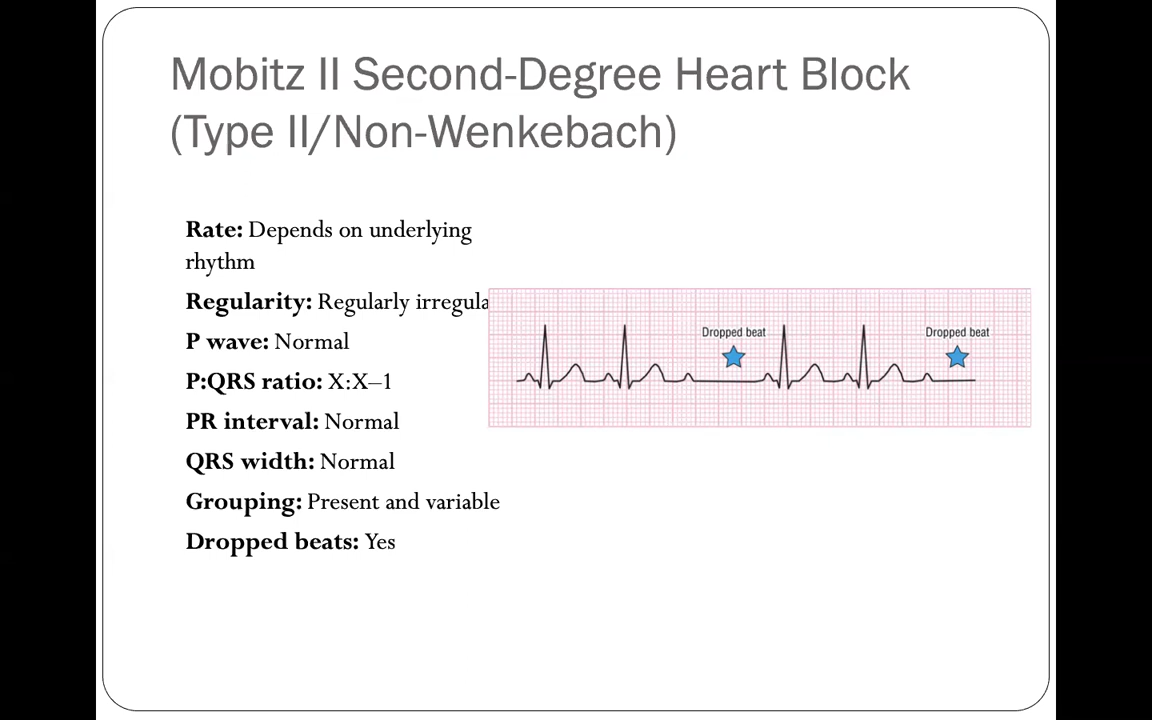 Mobitz II Second-Degree Heart Block
(Type II/Non-Wenkebach)
Rate: Depends on underlying
rhythm
Regularity: Regularly irregula
P wave: Normal
P:QRS ratio: X:X–1
PR interval: Normal
QRS width: Normal
Grouping: Present and variable
Dropped beats: Yes
Dropped beat
Dropped beat